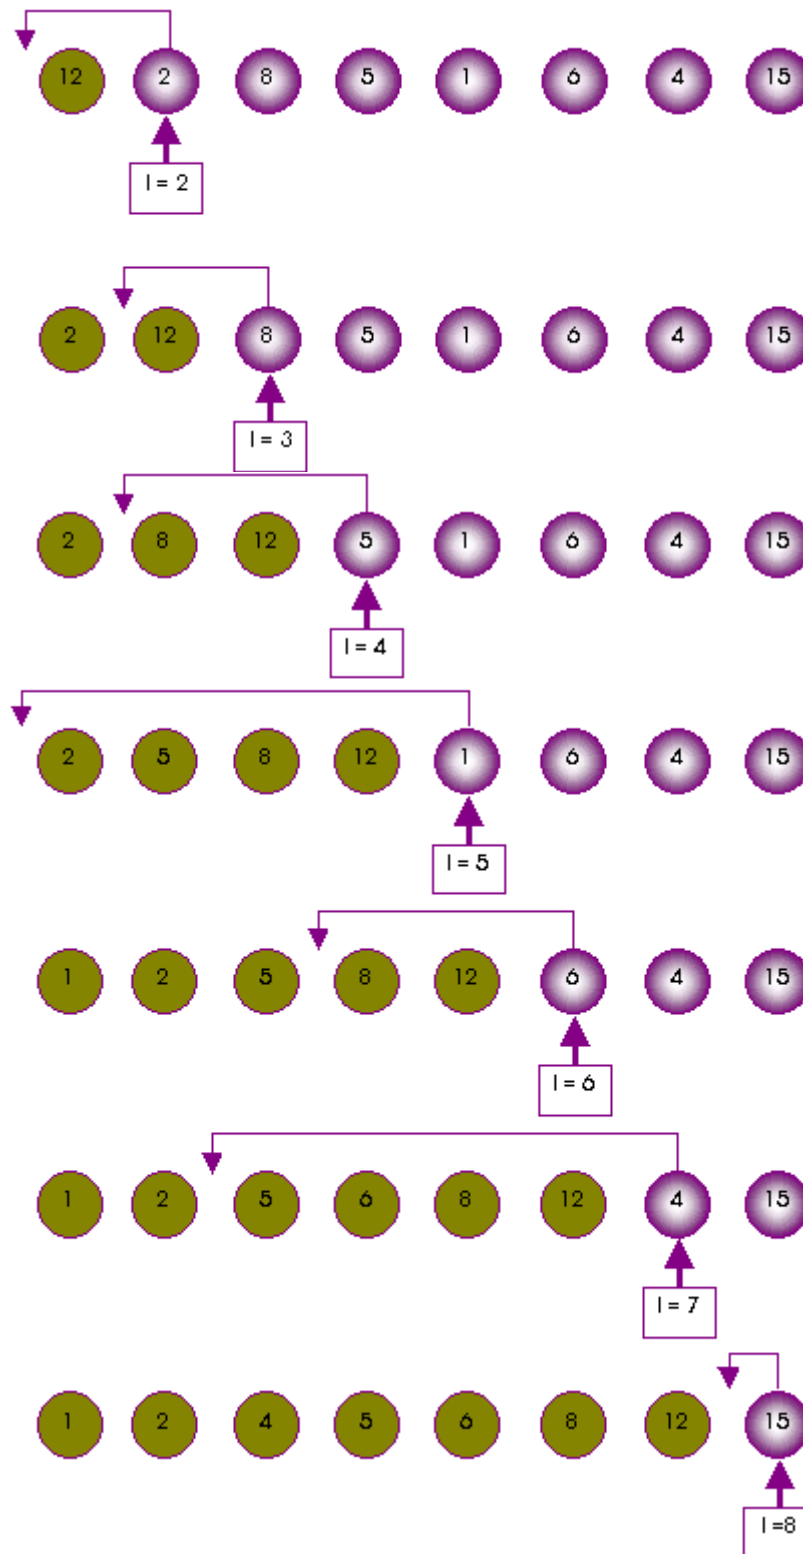 12 2 8 5 1 6 4 15
I = 2
2 12 8 5 1 6 4 15
I = 3
2 8 12 5 1 6 4 15
I = 4
2 5 8 12 1 6 4 15
I = 5
1 2 5 8 12 6 4 15
I = 6
1 2 5 6 8 12 4 15
I = 7
1 2 4 5 6 8 12 15
I =8